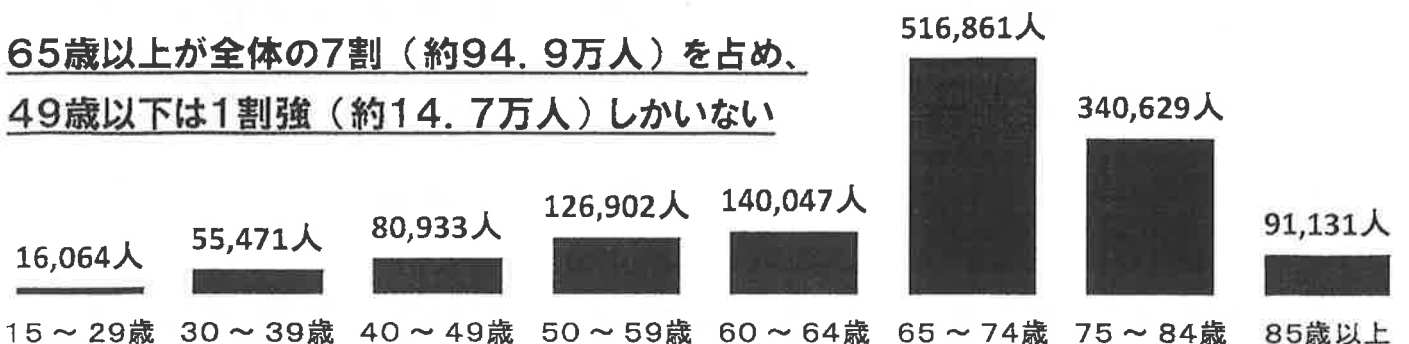 65歳以上が全体の7割（約94．9万人）を占め、
49歳以下は1割強（約14．7万人）しかいない
16,064人
55,471人
80,933人
126,902人
140,047人
516,861人
340,629人
91,131人
15～29歳 30～39歳 40～49歳 50～59歳 60～64歳 65～74歳 75～84歳 85歳以上